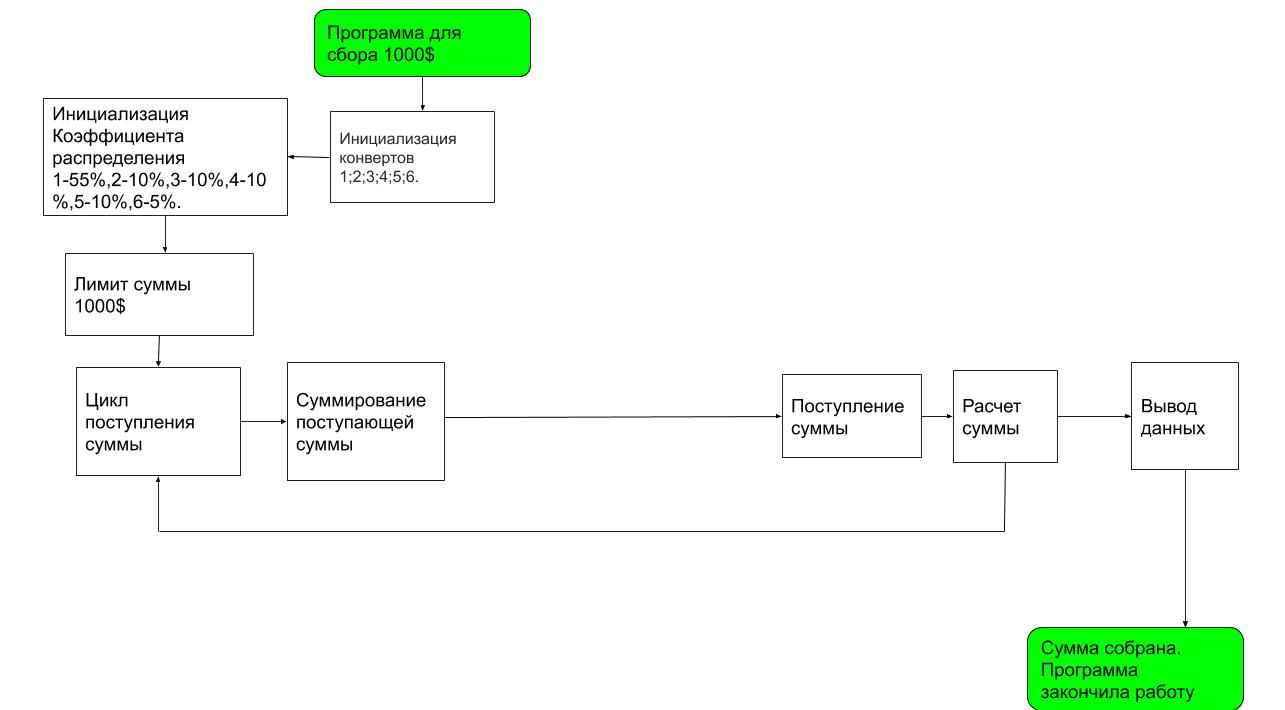 Программа для
сбора 1000$
Инициализация
конвертов
1;2;3;4;5;6.
Инициализация
Коэффициента
распределения
1-55%,2-10%,3-10%,4-10
%,5-10%,6-5%.
Лимит суммы
1000$
Цикл
поступления
суммы
Суммирование
поступающей
суммы
Поступление
суммы
Расчет
суммы
Вывод
данных
Сумма собрана.
Программа
закончила работу